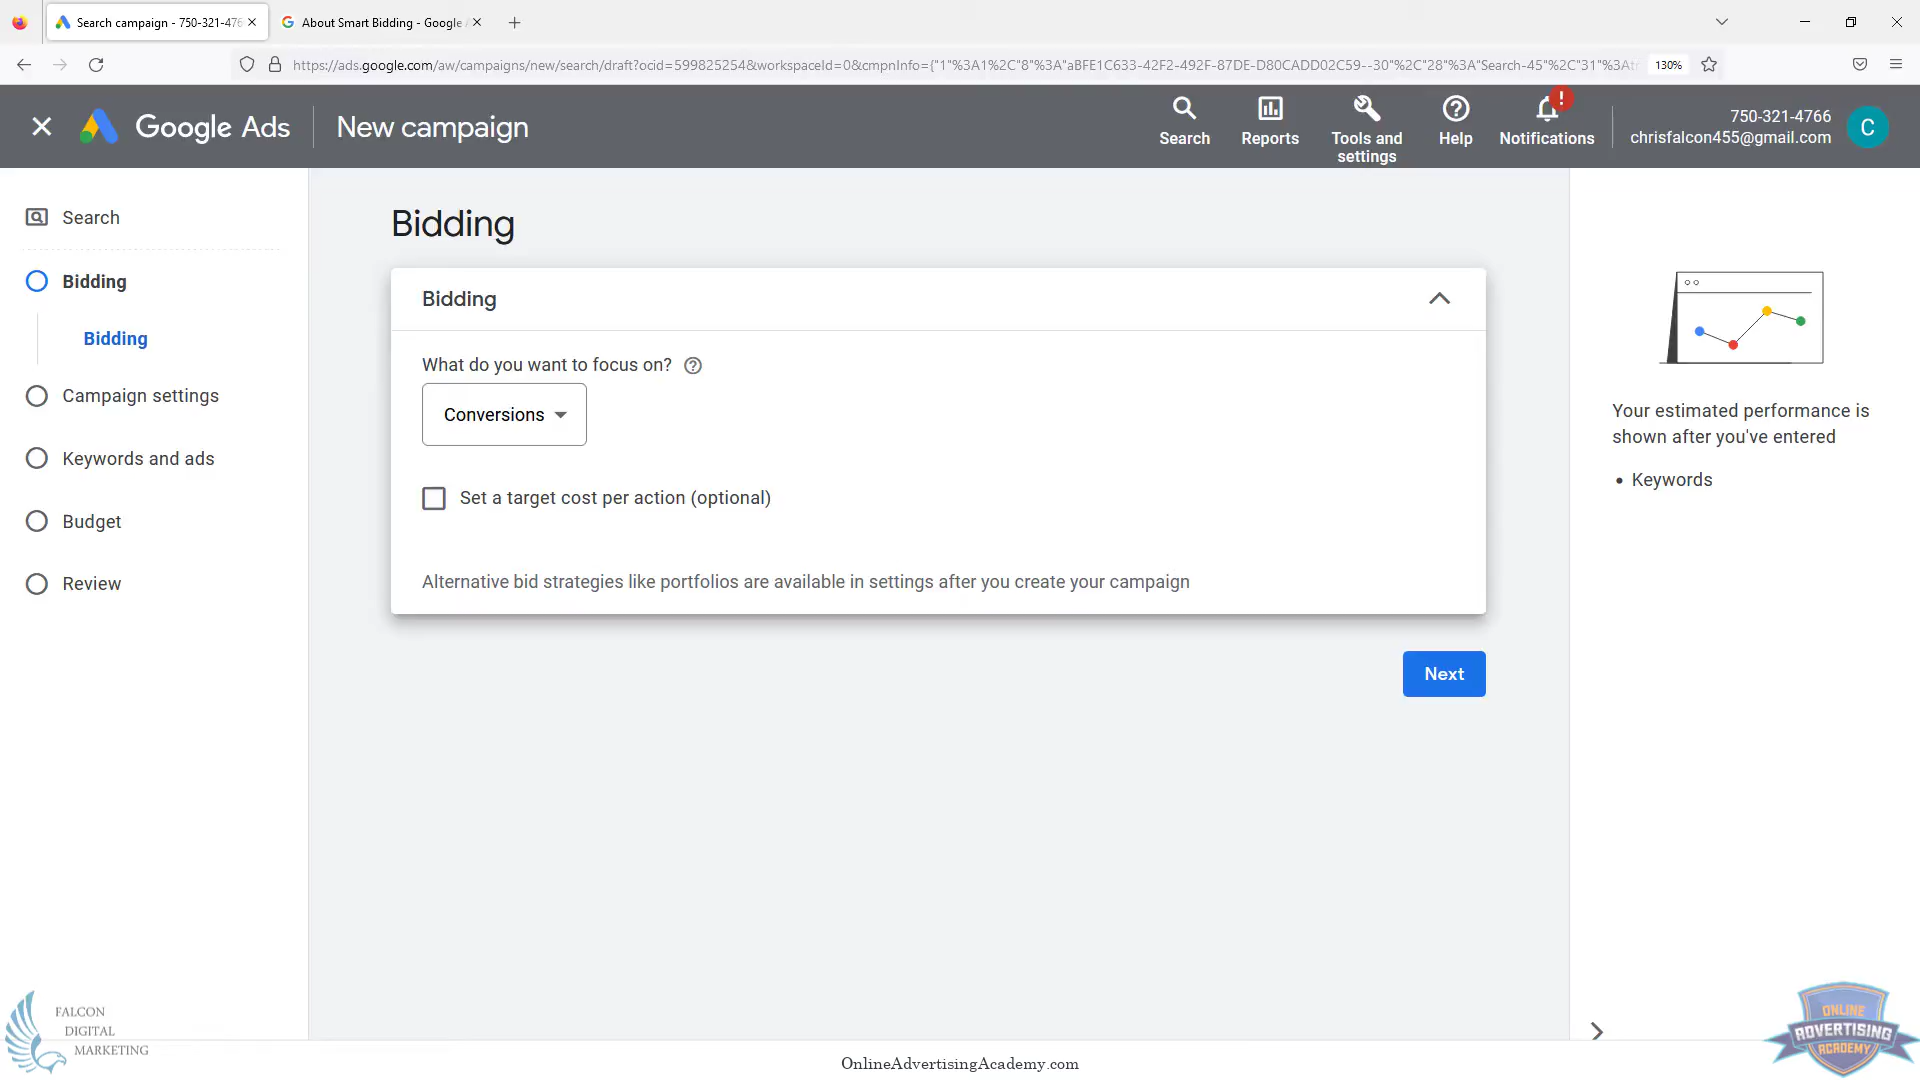 Search campaign - 750-321-476
About Smart Bidding - Google
https://ads.google.com/aw/campaigns/new/search/draft?ocid=599825254&workspaceId=0&cmpnInfo={"1"%3A1%2C"8"%3A"aBFE1C633-42F2-492F-87DE-D80CADD02C59--30"%2C"28"%3A"Search-45"%2C"31"%3A
130%
Google Ads
New campaign
Search
Reports
Tools and
settings
Help
!
Notifications
750-321-4766
chrisfalcon455@gmail.com
C
Search
Bidding
Bidding
Campaign settings
Keywords and ads
Budget
Review
Bidding
Bidding
What do you want to focus on?
Conversions
Set a target cost per action (optional)
Alternative bid strategies like portfolios are available in settings after you create your campaign
Next
Your estimated performance is
shown after you've entered
• Keywords
FALCON
DIGITAL
MARKETING
OnlineAdvertisingAcademy.com
ONLINE
ADVERTISING
ACADEMY